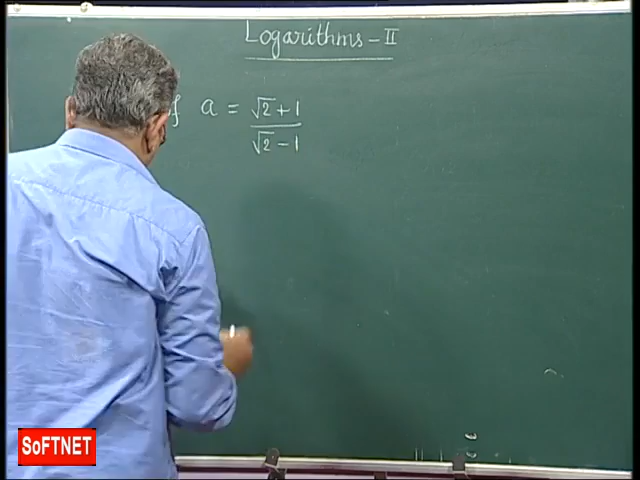 Logarithms - II
f a = √2 + 1
√2 - 1
SoFTNET